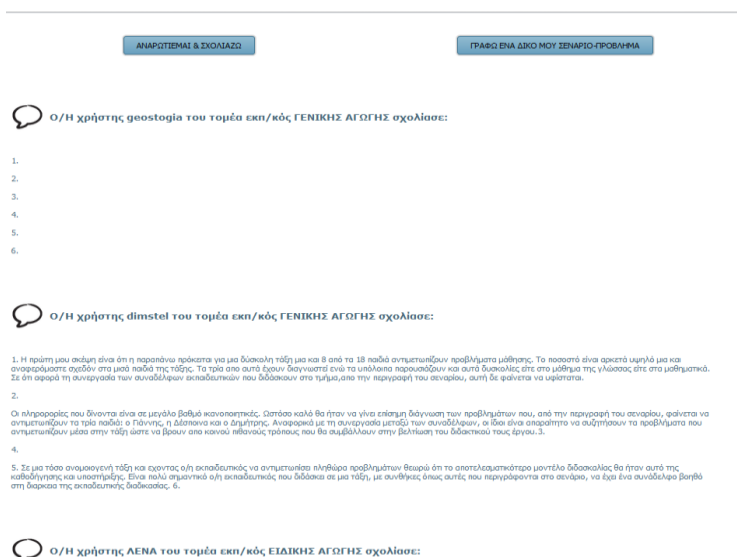 ΑΝΑΡΩΤΙΕΜΑΙ & ΣΧΟΛΙΑΖΩ
ΓΡΑΦΩ ΕΝΑ ΔΙΚΟ ΜΟΥ ΣΕΝΑΡΙΟ-ΠΡΟΒΛΗΜΑ
Ο/Η χρήστης geostogia του τομέα εκπ/κός ΓΕΝΙΚΗΣ ΑΓΩΓΗΣ σχολίασε:
1.
2.
3.
4.
5.
6.
Ο/Η χρήστης dimstel του τομέα εκπ/κός ΓΕΝΙΚΗΣ ΑΓΩΓΗΣ σχολίασε:
1. Η πρώτη μου σκέψη είναι ότι η παραπάνω πρόκειται για μια δύσκολη τάξη μια και 8 από τα 18 παιδιά αντιμετωπίζουν προβλήματα μάθησης. Το ποσοστό είναι αρκετά υψηλό μια και
αναφερόμαστε σχεδόν στα μισά παιδιά της τάξης. Τα τρία απο αυτά έχουν διαγνωστεί ενώ τα υπόλοιπα παρουσιάζουν και αυτά δυσκολίες είτε στο μάθημα της γλώσσας είτε στα μαθηματικά.
Σε ότι αφορά τη συνεργασία των συναδέλφων εκπαιδευτικών που διδάσκουν στο τμήμα,απο την περιγραφή του σεναρίου, αυτή δε φαίνεται να υφίσταται.
2.
Οι πληροφορίες που δίνονται είναι σε μεγάλο βαθμό ικανοποιητικές. Ωστόσο καλό θα ήταν να γίνει επίσημη διάγνωση των προβλημάτων που, από την περιγραφή του σεναρίου, φαίνεται να
αντιμετωπίζουν τα τρία παιδιά: ο Γιάννης, η Δέσποινα και ο Δημήτρης. Αναφορικά με τη συνεργασία μεταξύ των συναδέλφων, οι ίδιοι είναι απαραίτητο να συζητήσουν τα προβλήματα που
αντιμετωπίζουν μέσα στην τάξη ώστε να βρουν απο κοινού πιθανούς τρόπους που θα συμβάλλουν στην βελτίωση του διδακτικού τους έργου.3.
4.
5. Σε μια τόσο ανομοιογενή τάξη και εχοντας ο/η εκπαιδευτικός να αντιμετωπίσει πληθώρα προβλημάτων θεωρώ ότι το αποτελεσματικότερο μοντέλο διδασκαλίας θα ήταν αυτό της
καθοδήγησης και υποστήριξης. Είναι πολύ σημαντικό ο/η εκπαιδευτικός που διδάσκει σε μια τάξη, με συνθήκες όπως αυτές που περιγράφονται στο σενάριο, να έχει ένα συνάδελφο βοηθό
στη διαρκεια της εκπαδευτικής διαδικασίας. 6.
Ο/Η χρήστης ΛΕΝΑ του τομέα εκπ/κός ΕΙΔΙΚΗΣ ΑΓΩΓΗΣ σχολίασε: